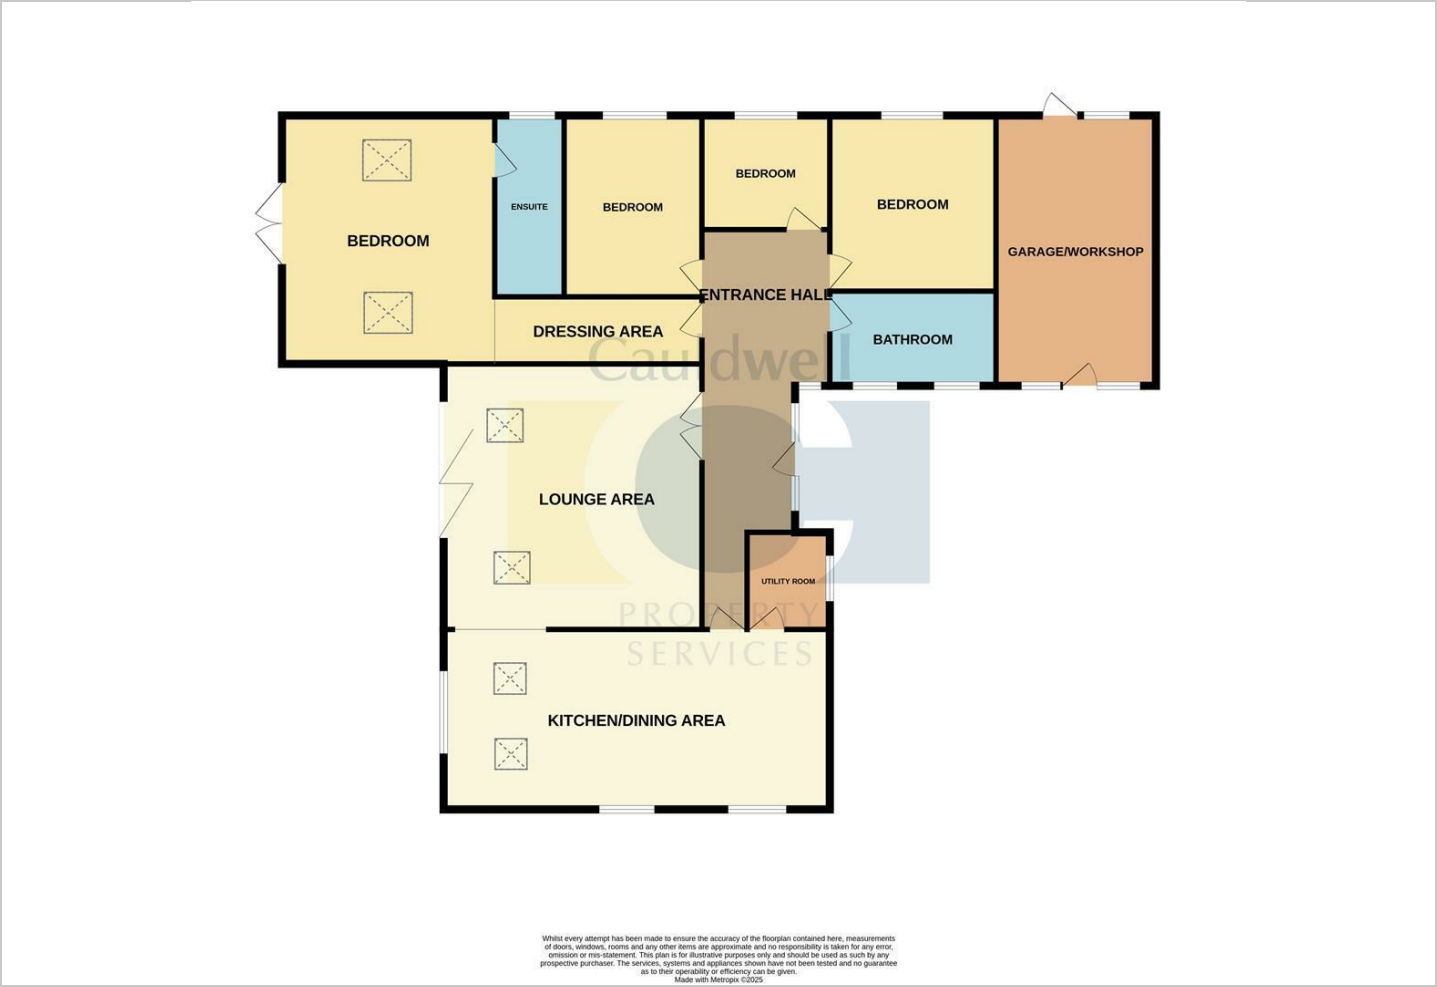 BEDROOM
ENSUITE
BEDROOM
BEDROOM
BEDROOM
GARAGE/WORKSHOP
ENTRANCE HALL
DRESSING AREA
BATHROOM
Cauldwell
LOUNGE AREA
UTILITY ROOM
PROPERTY
SERVICES
KITCHEN/DINING AREA
Whilst every attempt has been made to ensure the accuracy of the floorplan contained here, measurements
of doors, windows, rooms and any other items are approximate and no responsibility is taken for any error,
omission or mis-statement. This plan is for illustrative purposes only and should be used as such by any
prospective purchaser. The services, systems and appliances shown have not been tested and no guarantee
as to their operability or efficiency can be given.
Made with Metropix ©2025